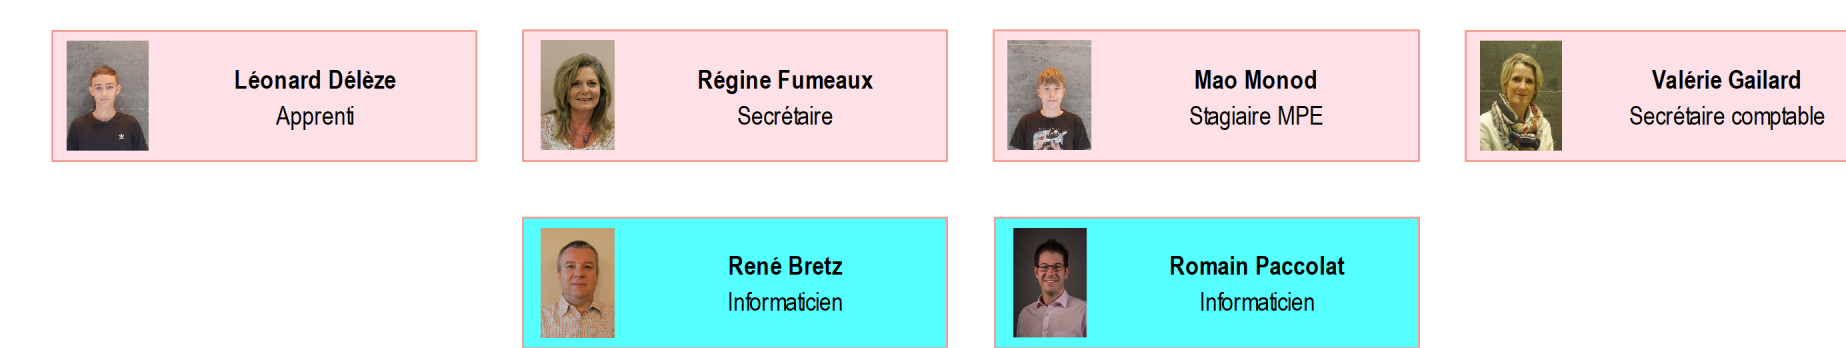 Léonard Délèze
Apprenti
Régine Fumeaux
Secrétaire
Mao Monod
Stagiaire MPE
Valérie Gailard
Secrétaire comptable
René Bretz
Informaticien
Romain Paccolat
Informaticien